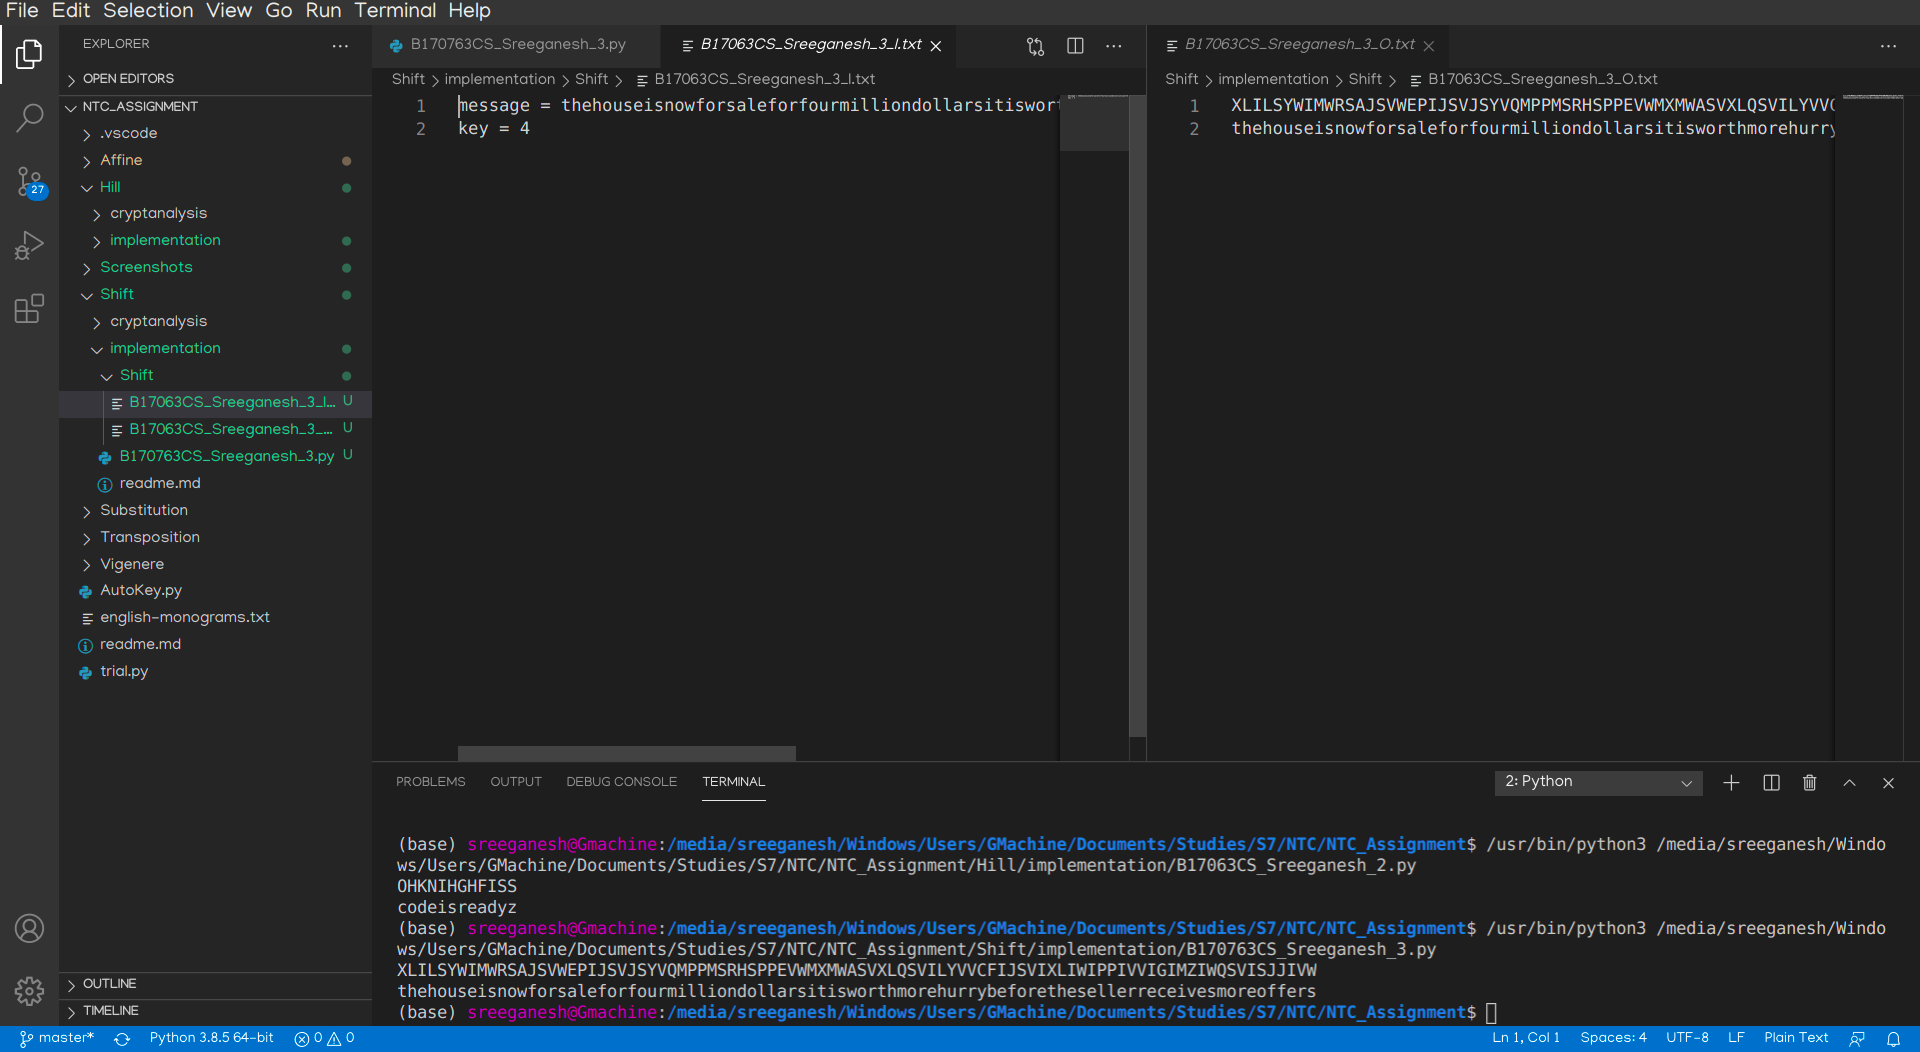 File Edit Selection View Go Run Terminal Help
EXPLORER
OPEN EDITORS
NTC_ASSIGNMENT
.vscode
Affine
Hill
cryptanalysis
implementation
Screenshots
Shift
cryptanalysis
implementation
Shift
B17063CS_Sreeganesh_3_I... U
B17063CS_Sreeganesh_3_... U
B170763CS_Sreeganesh_3.py U
readme.md
Substitution
Transposition
Vigenere
AutoKey.py
english-monograms.txt
readme.md
trial.py
OUTLINE
TIMELINE
27
B170763CS_Sreeganesh_3.py
B17063CS_Sreeganesh_3_I.txt
Shift > implementation > Shift > B17063CS_Sreeganesh_3_I.txt
1 message = thehouseisnowforsaleforfourmilliondollarsitiswort
2 key = 4
B17063CS_Sreeganesh_3_O.txt
Shift > implementation > Shift > B17063CS_Sreeganesh_3_O.txt
1 XLILSYWIMWRSAJSVWEPIJSVJSYVQMPPMSRHSPPEVWMXMWASVXLQSVILYVVC
2 thehouseisnowforsaleforfourmilliondollarsitisworthmorehurry
PROBLEMS OUTPUT DEBUG CONSOLE TERMINAL
2: Python
(base) sreeganesh@Gmachine:/media/sreeganesh/Windows/Users/GMachine/Documents/Studies/S7/NTC/NTC_Assignment$ /usr/bin/python3 /media/sreeganesh/Windo
ws/Users/GMachine/Documents/Studies/S7/NTC/NTC_Assignment/Hill/implementation/B17063CS_Sreeganesh_2.py
OHKNIHGHFISS
codeisreadyz
(base) sreeganesh@Gmachine:/media/sreeganesh/Windows/Users/GMachine/Documents/Studies/S7/NTC/NTC_Assignment$ /usr/bin/python3 /media/sreeganesh/Windo
ws/Users/GMachine/Documents/Studies/S7/NTC/NTC_Assignment/Shift/implementation/B170763CS_Sreeganesh_3.py
XLILSYWIMWRSAJSVWEPIJSVJSYVQMPPMSRHSPPEVWMXMWASVXLQSVILYVVCFIJSVIXLIWIPPIVVIGIMZIWQSVISJJIVW
thehouseisnowforsaleforfourmilliondollarsitisworthmorehurrybeforethesellerreceivesmoreoffers
(base) sreeganesh@Gmachine:/media/sreeganesh/Windows/Users/GMachine/Documents/Studies/S7/NTC/NTC_Assignment$
master* Python 3.8.5 64-bit 0 0 Ln 1, Col 1 Spaces: 4 UTF-8 LF Plain Text